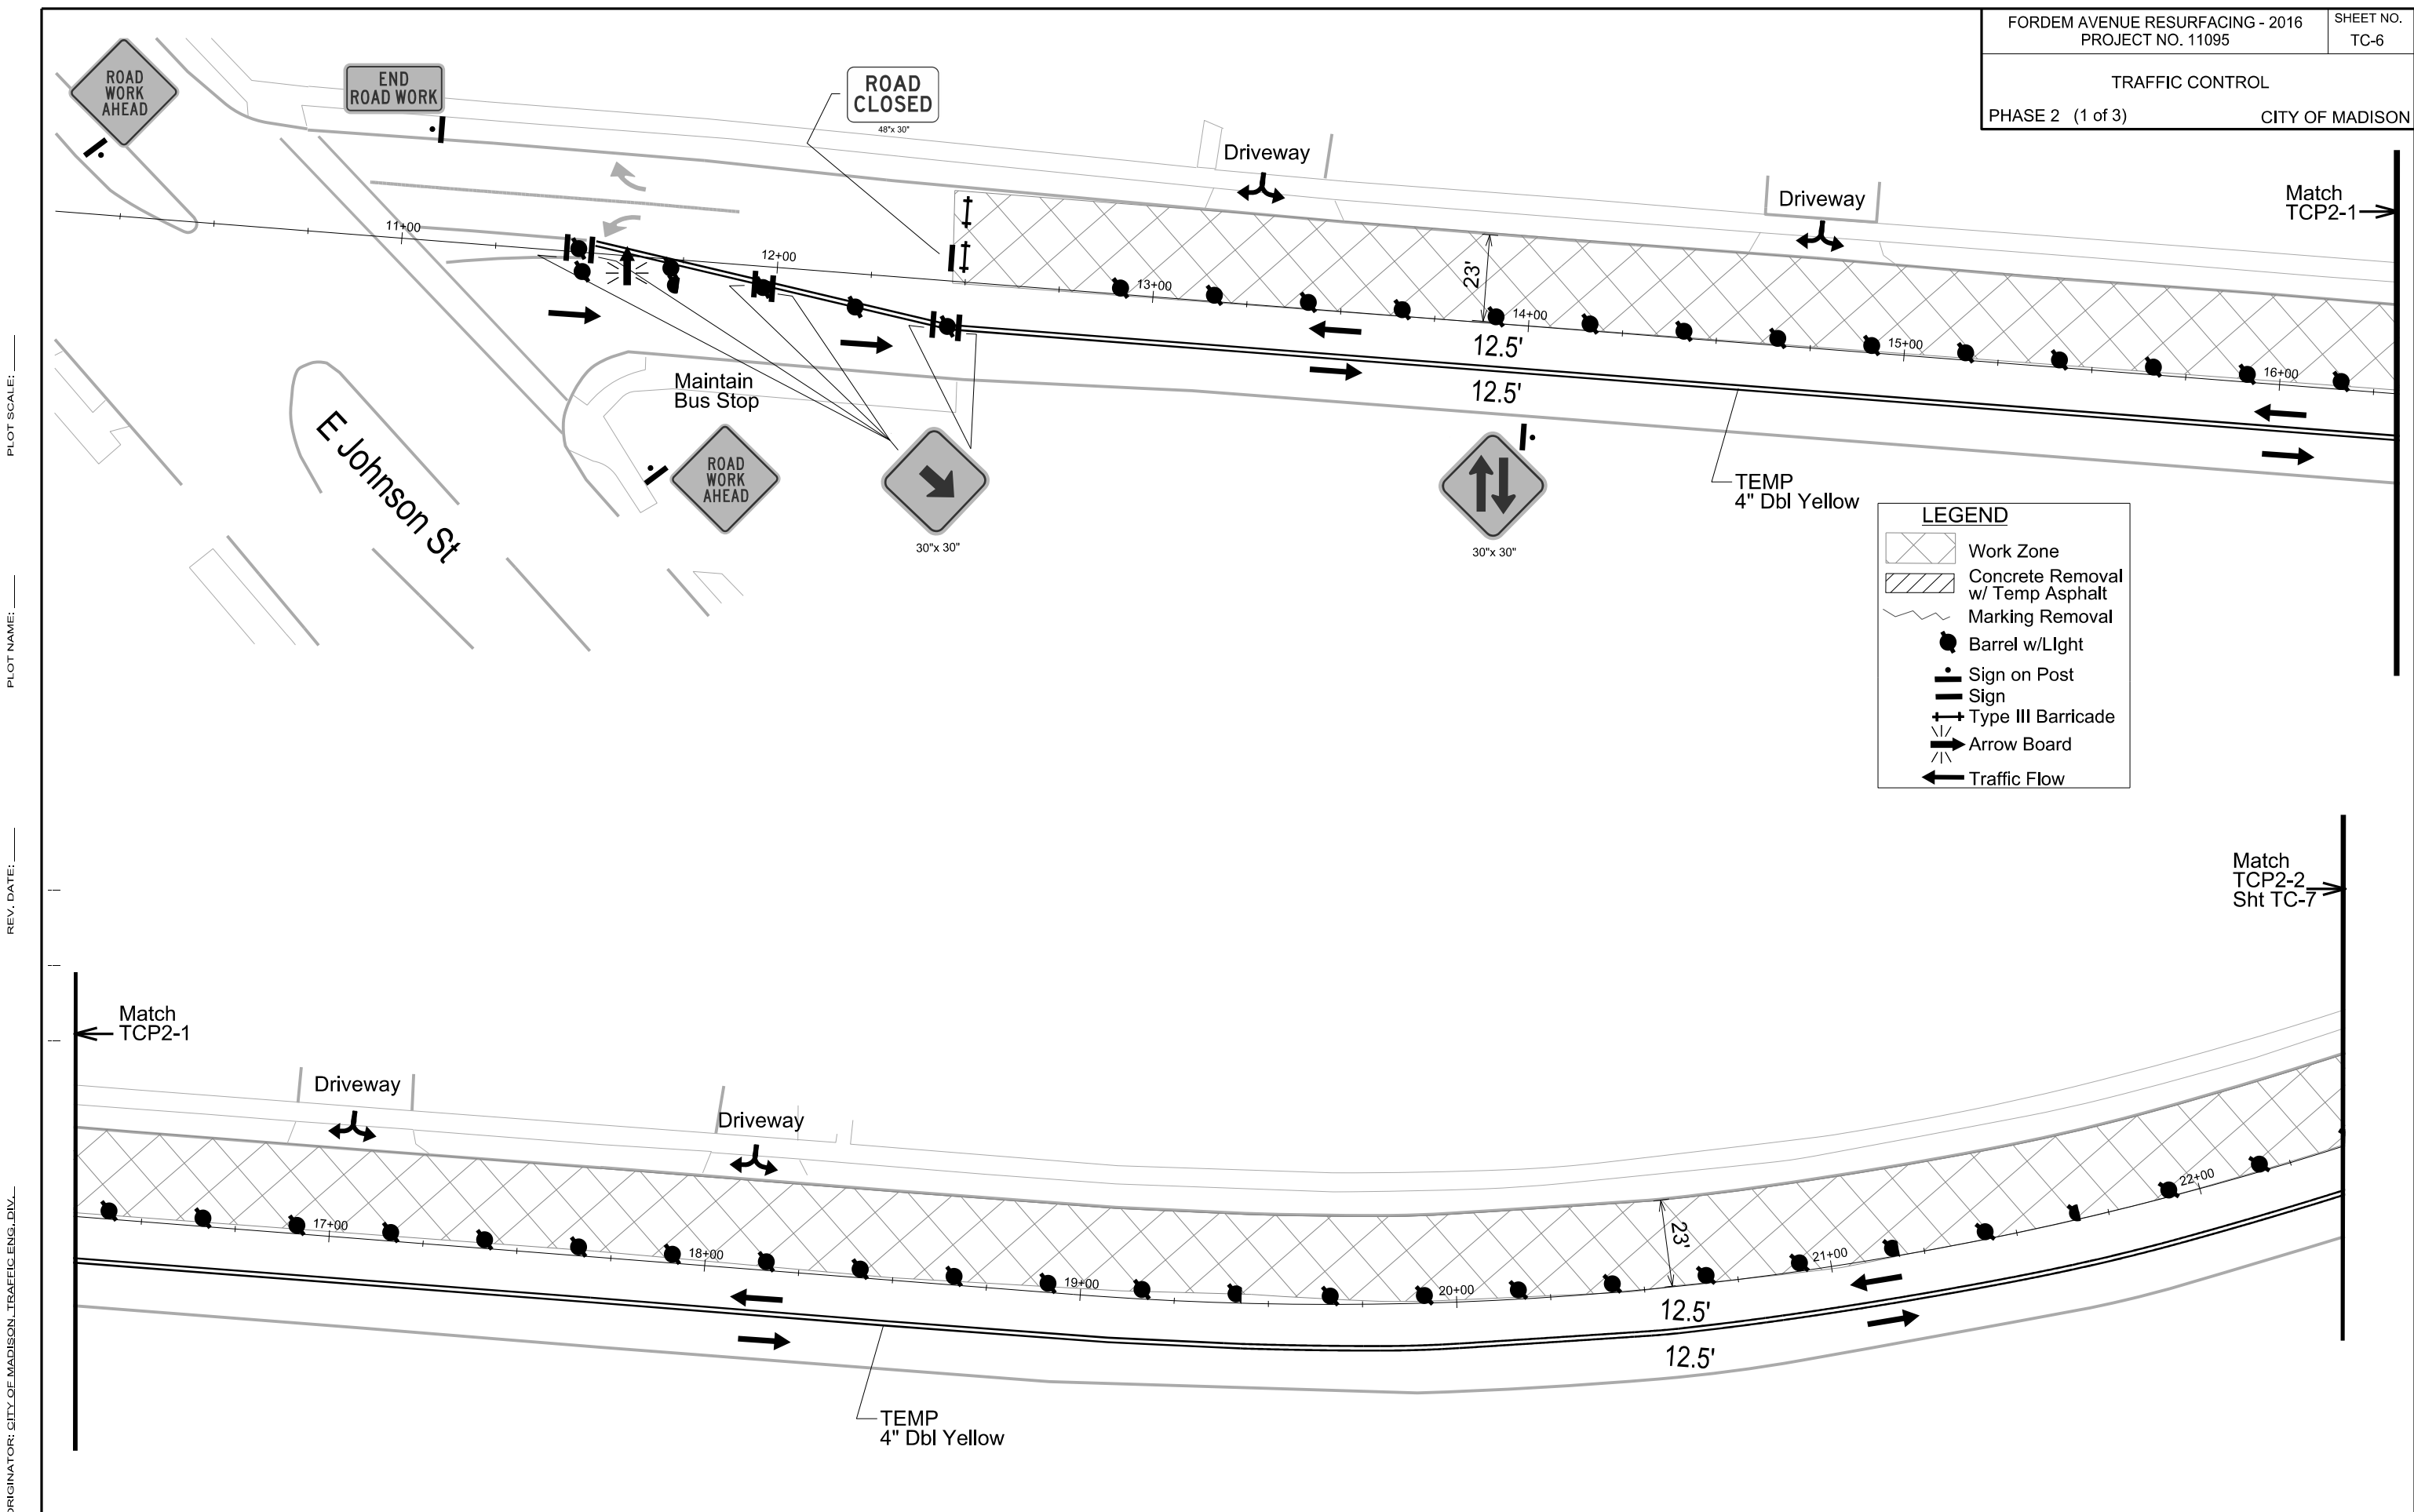 FORDEM AVENUE RESURFACING - 2016
PROJECT NO. 11095
SHEET NO.
TC-6
TRAFFIC CONTROL
PHASE 2 (1 of 3)
CITY OF MADISON
ROAD
WORK
AHEAD
END
ROAD WORK
ROAD
CLOSED
48"x 30"
Driveway
Driveway
Match
TCP2-1
11+00
12+00
13+00
14+00
15+00
16+00
23'
12.5'
12.5'
Maintain
Bus Stop
E Johnson St
ROAD
WORK
AHEAD
30"x 30"
30"x 30"
TEMP
4" Dbl Yellow
LEGEND
Work Zone
Concrete Removal
w/ Temp Asphalt
Marking Removal
Barrel w/LIght
Sign on Post
Sign
Type III Barricade
Arrow Board
Traffic Flow
Match
TCP2-2
Sht TC-7
Match
TCP2-1
Driveway
Driveway
17+00
18+00
19+00
20+00
21+00
22+00
23'
12.5'
12.5'
TEMP
4" Dbl Yellow
PLOT SCALE:
PLOT NAME:
REV. DATE:
ORIGINATOR: CITY OF MADISON, TRAFFIC ENG. DIV.